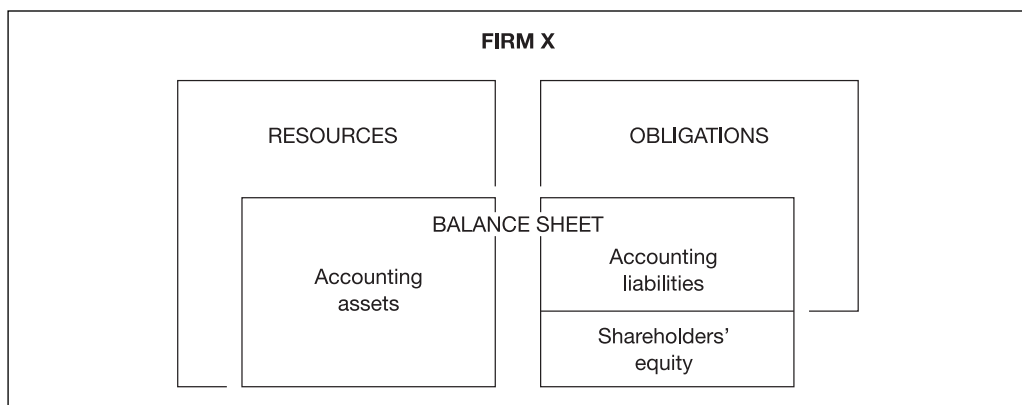 FIRM X
RESOURCES
OBLIGATIONS
BALANCE SHEET
Accounting
assets
Accounting
liabilities
Shareholders’
equity